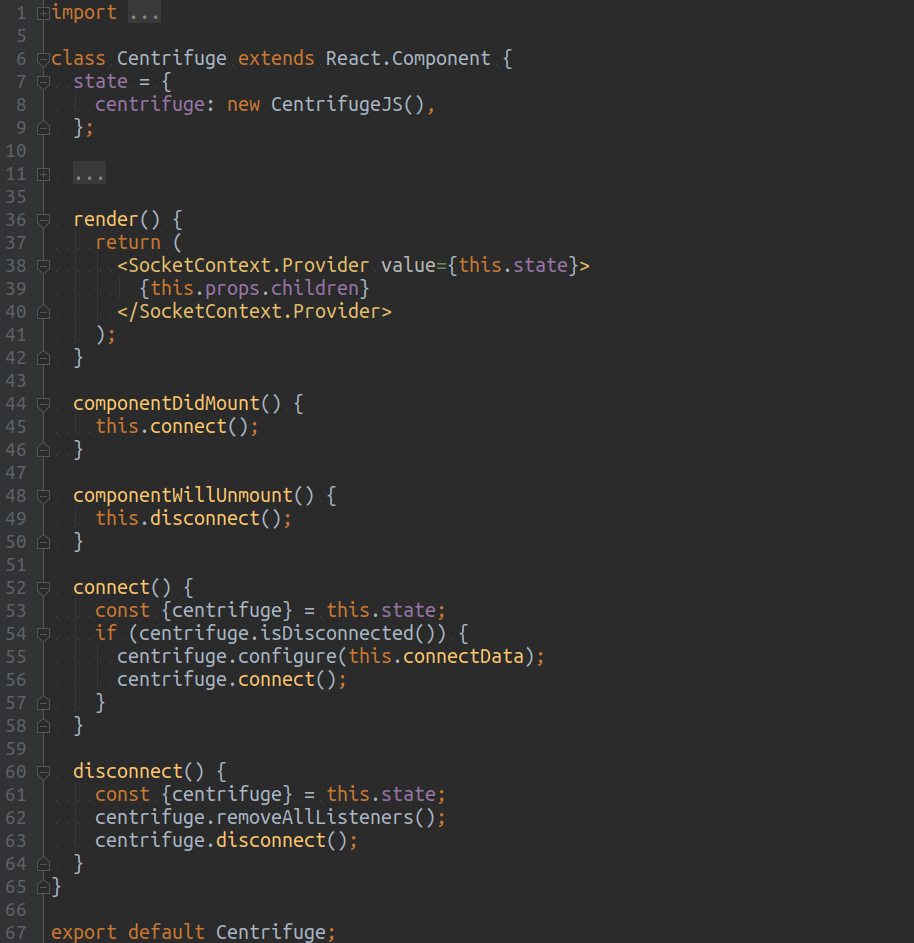 1 import ...
5
6 class Centrifuge extends React.Component {
7   state = {
8     centrifuge: new CentrifugeJS(),
9   };
10
11   ...
35
36   render() {
37     return (
38       <SocketContext.Provider value={this.state}>
39         {this.props.children}
40       </SocketContext.Provider>
41     );
42   }
43
44   componentDidMount() {
45     this.connect();
46   }
47
48   componentWillUnmount() {
49     this.disconnect();
50   }
51
52   connect() {
53     const {centrifuge} = this.state;
54     if (centrifuge.isDisconnected()) {
55       centrifuge.configure(this.connectData);
56       centrifuge.connect();
57     }
58   }
59
60   disconnect() {
61     const {centrifuge} = this.state;
62     centrifuge.removeAllListeners();
63     centrifuge.disconnect();
64   }
65 }
66
67 export default Centrifuge;